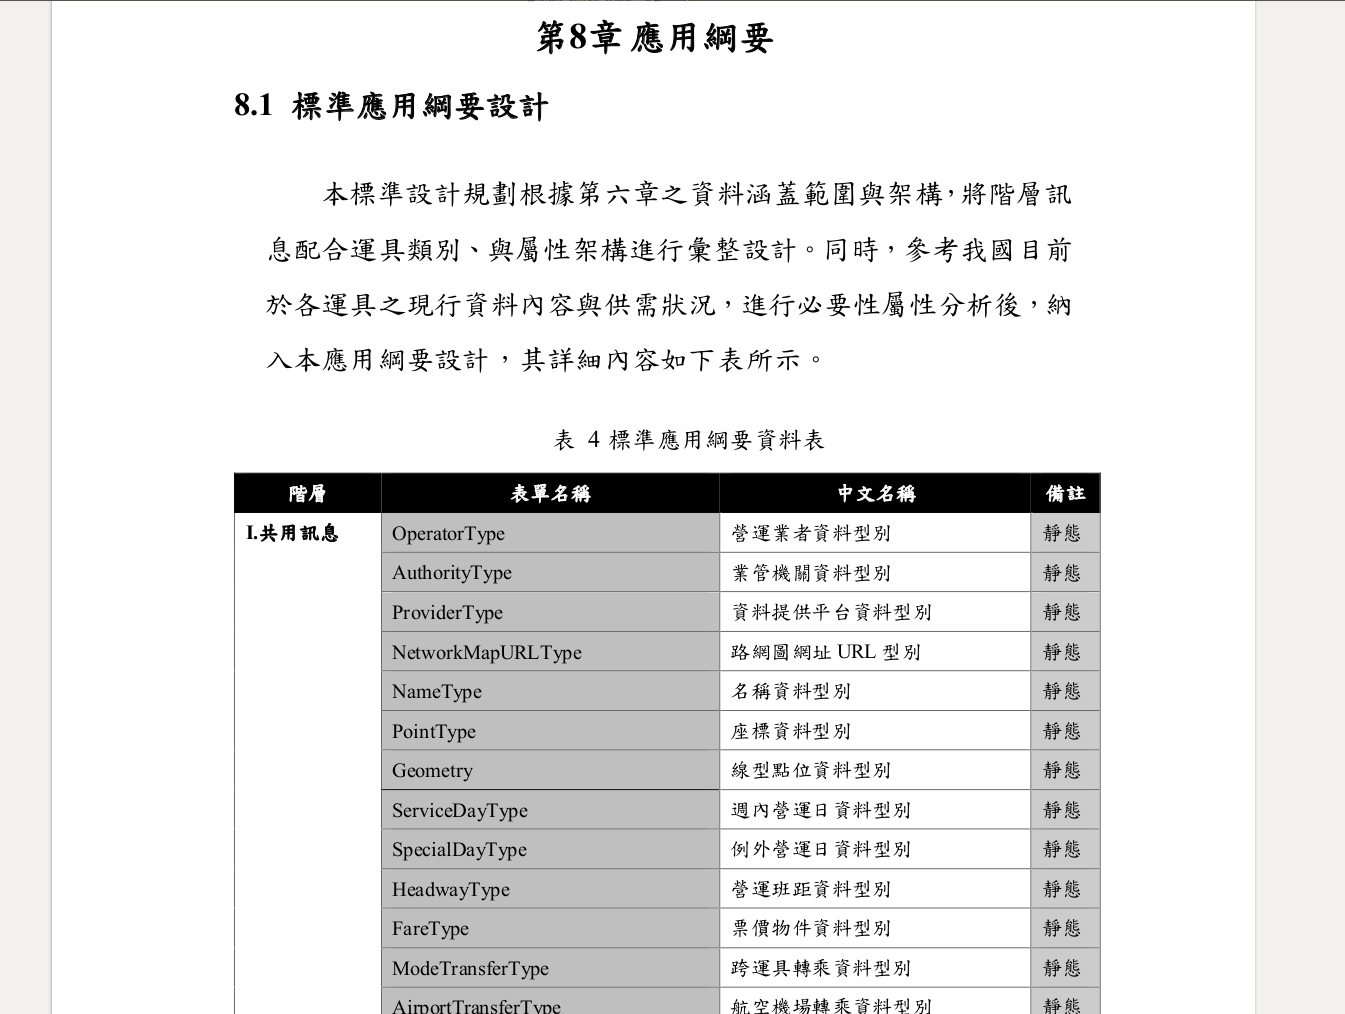 第8章 應用綱要
8.1 標準應用綱要設計
本標準設計規劃根據第六章之資料涵蓋範圍與架構，將階層訊
息配合運具類別、與屬性架構進行彙整設計。同時，參考我國目前
於各運具之現行資料內容與供需狀況，進行必要性屬性分析後，納
入本應用綱要設計，其詳細內容如下表所示。
表 4 標準應用綱要資料表
階層 表單名稱 中文名稱 備註
I.共用訊息 OperatorType 營運業者資料型別 靜態
AuthorityType 業管機關資料型別 靜態
ProviderType 資料提供平台資料型別 靜態
NetworkMapURLType 路網圖網址 URL 型別 靜態
NameType 名稱資料型別 靜態
PointType 座標資料型別 靜態
Geometry 線型點位資料型別 靜態
ServiceDayType 週內營運日資料型別 靜態
SpecialDayType 例外營運日資料型別 靜態
HeadwayType 營運班距資料型別 靜態
FareType 票價物件資料型別 靜態
ModeTransferType 跨運具轉乘資料型別 靜態
AirportTransferType 航空機場轉乘資料型別 靜態